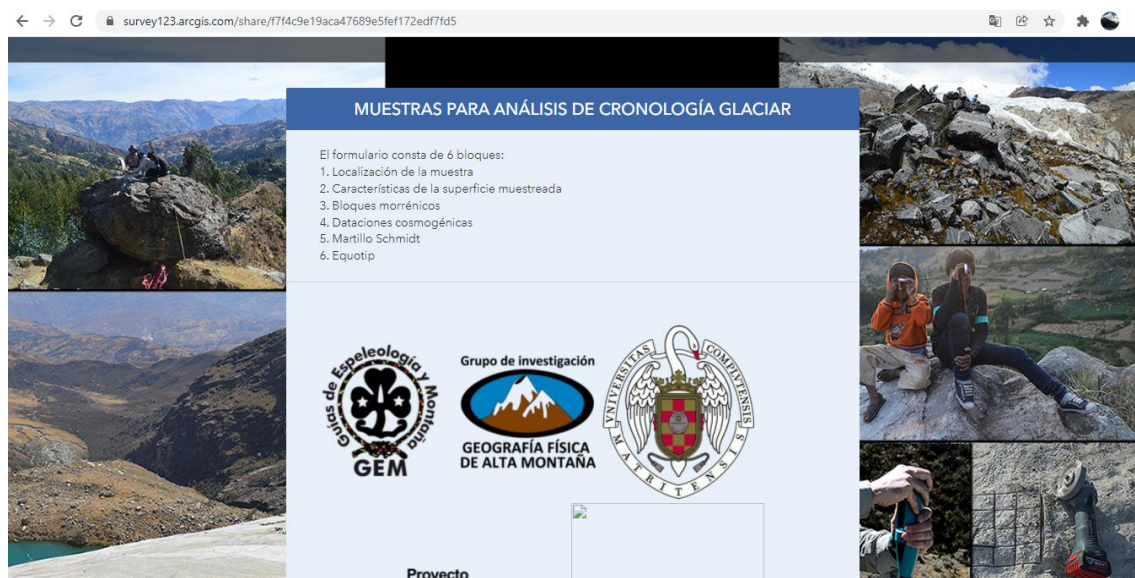 survey123.arcgis.com/share/f7f4c9e19aca47689e5fef172edf7fd5
MUESTRAS PARA ANÁLISIS DE CRONOLOGÍA GLACIAR
El formulario consta de 6 bloques:
1. Localización de la muestra
2. Características de la superficie muestreada
3. Bloques morrénicos
4. Dataciones cosmogénicas
5. Martillo Schmidt
6. Equotip
Guías de Espeleología y Montaña
GEM
Grupo de investigación
GEOGRAFÍA FÍSICA
DE ALTA MONTAÑA
VNIVERSITAS COMPLVTENSIS
MATRITENSIS
Proyecto